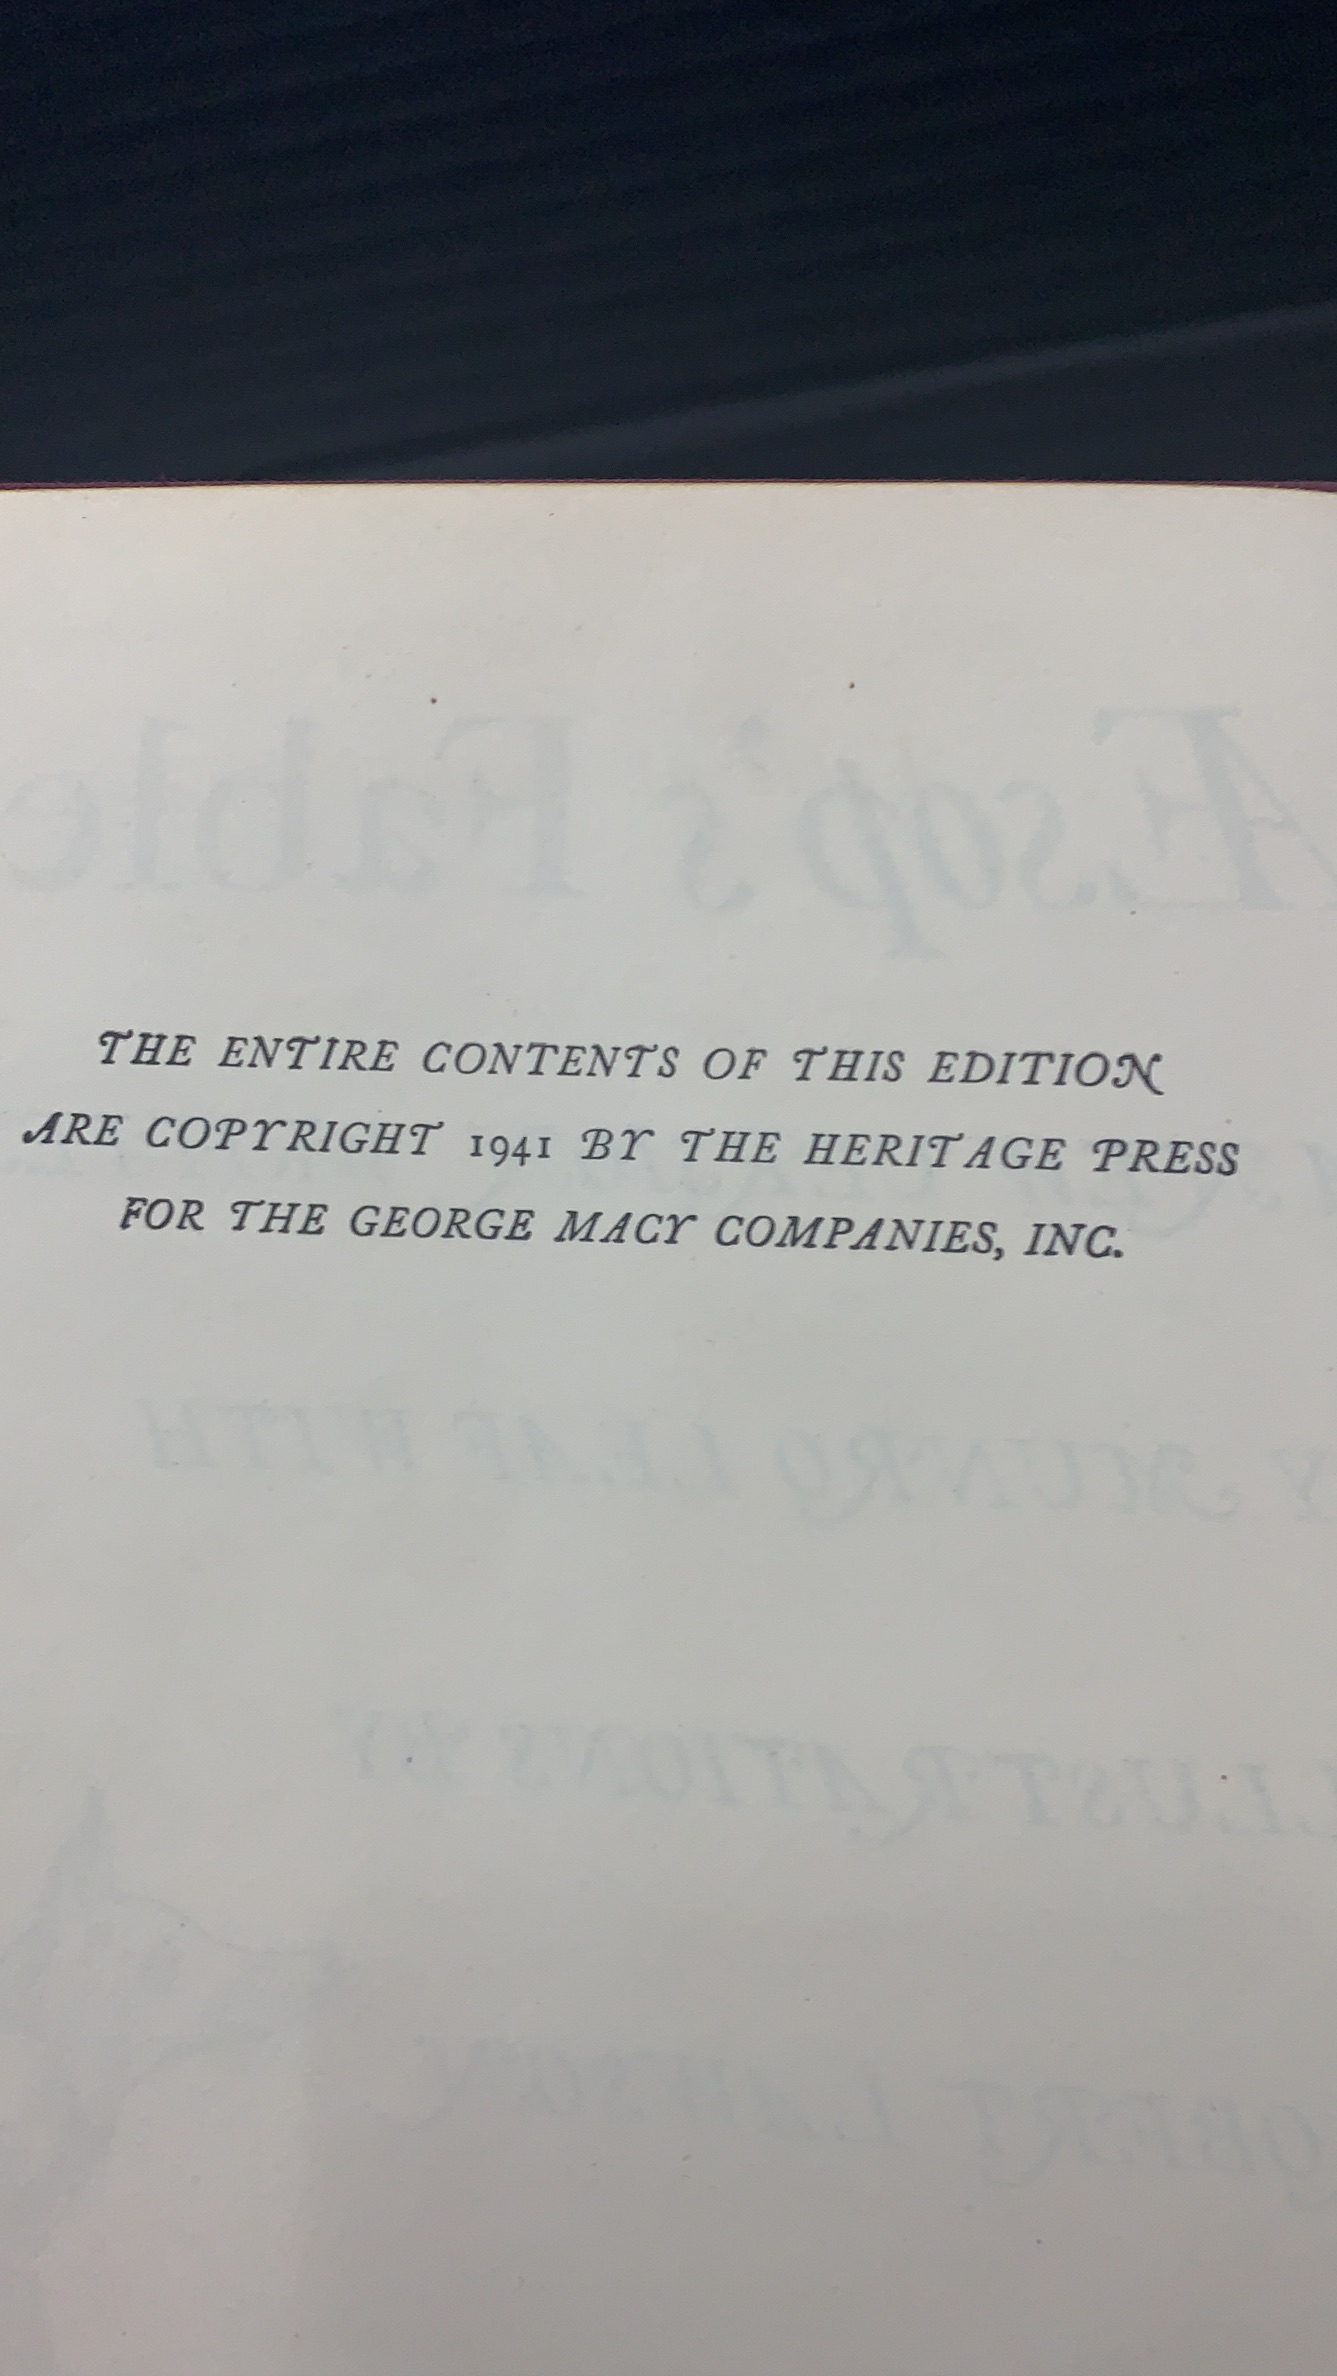 THE ENTIRE CONTENTS OF THIS EDITION
ARE COPYRIGHT 1941 BY THE HERITAGE PRESS
FOR THE GEORGE MACY COMPANIES, INC.